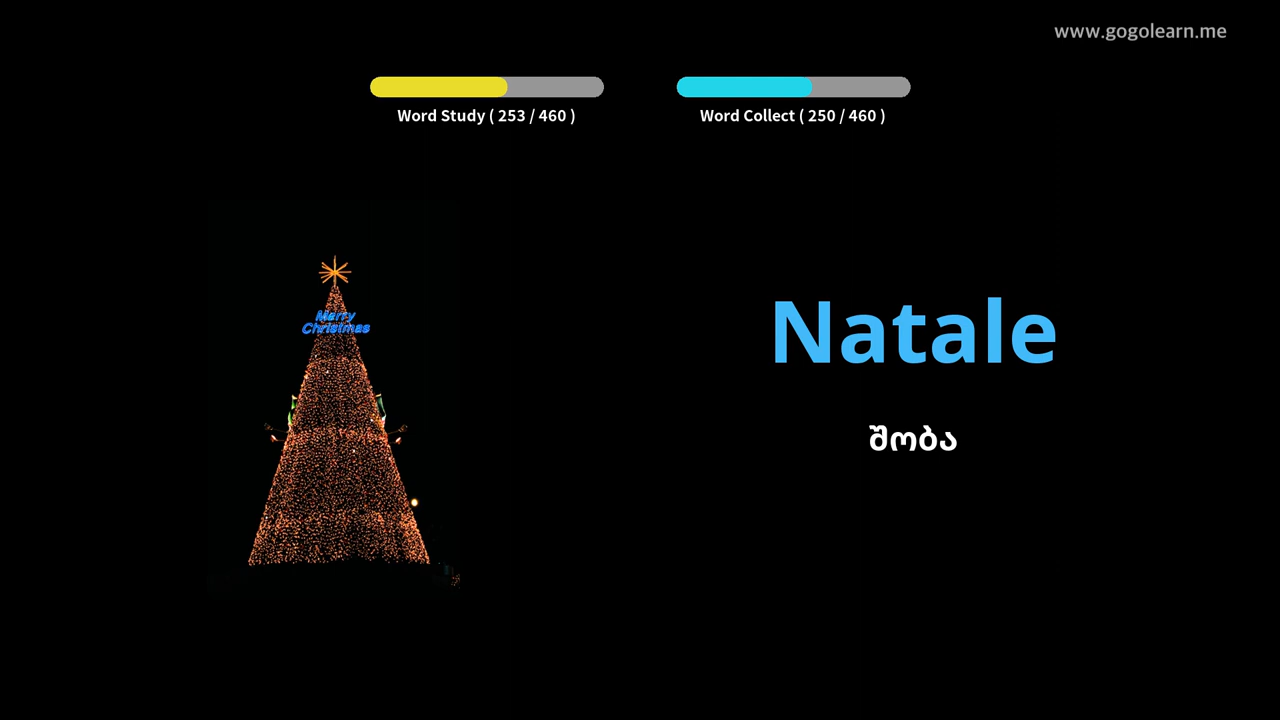 www.gogolearn.me
Word Study ( 253 / 460 )
Word Collect ( 250 / 460 )
Merry
Christmas
Natale
შობა